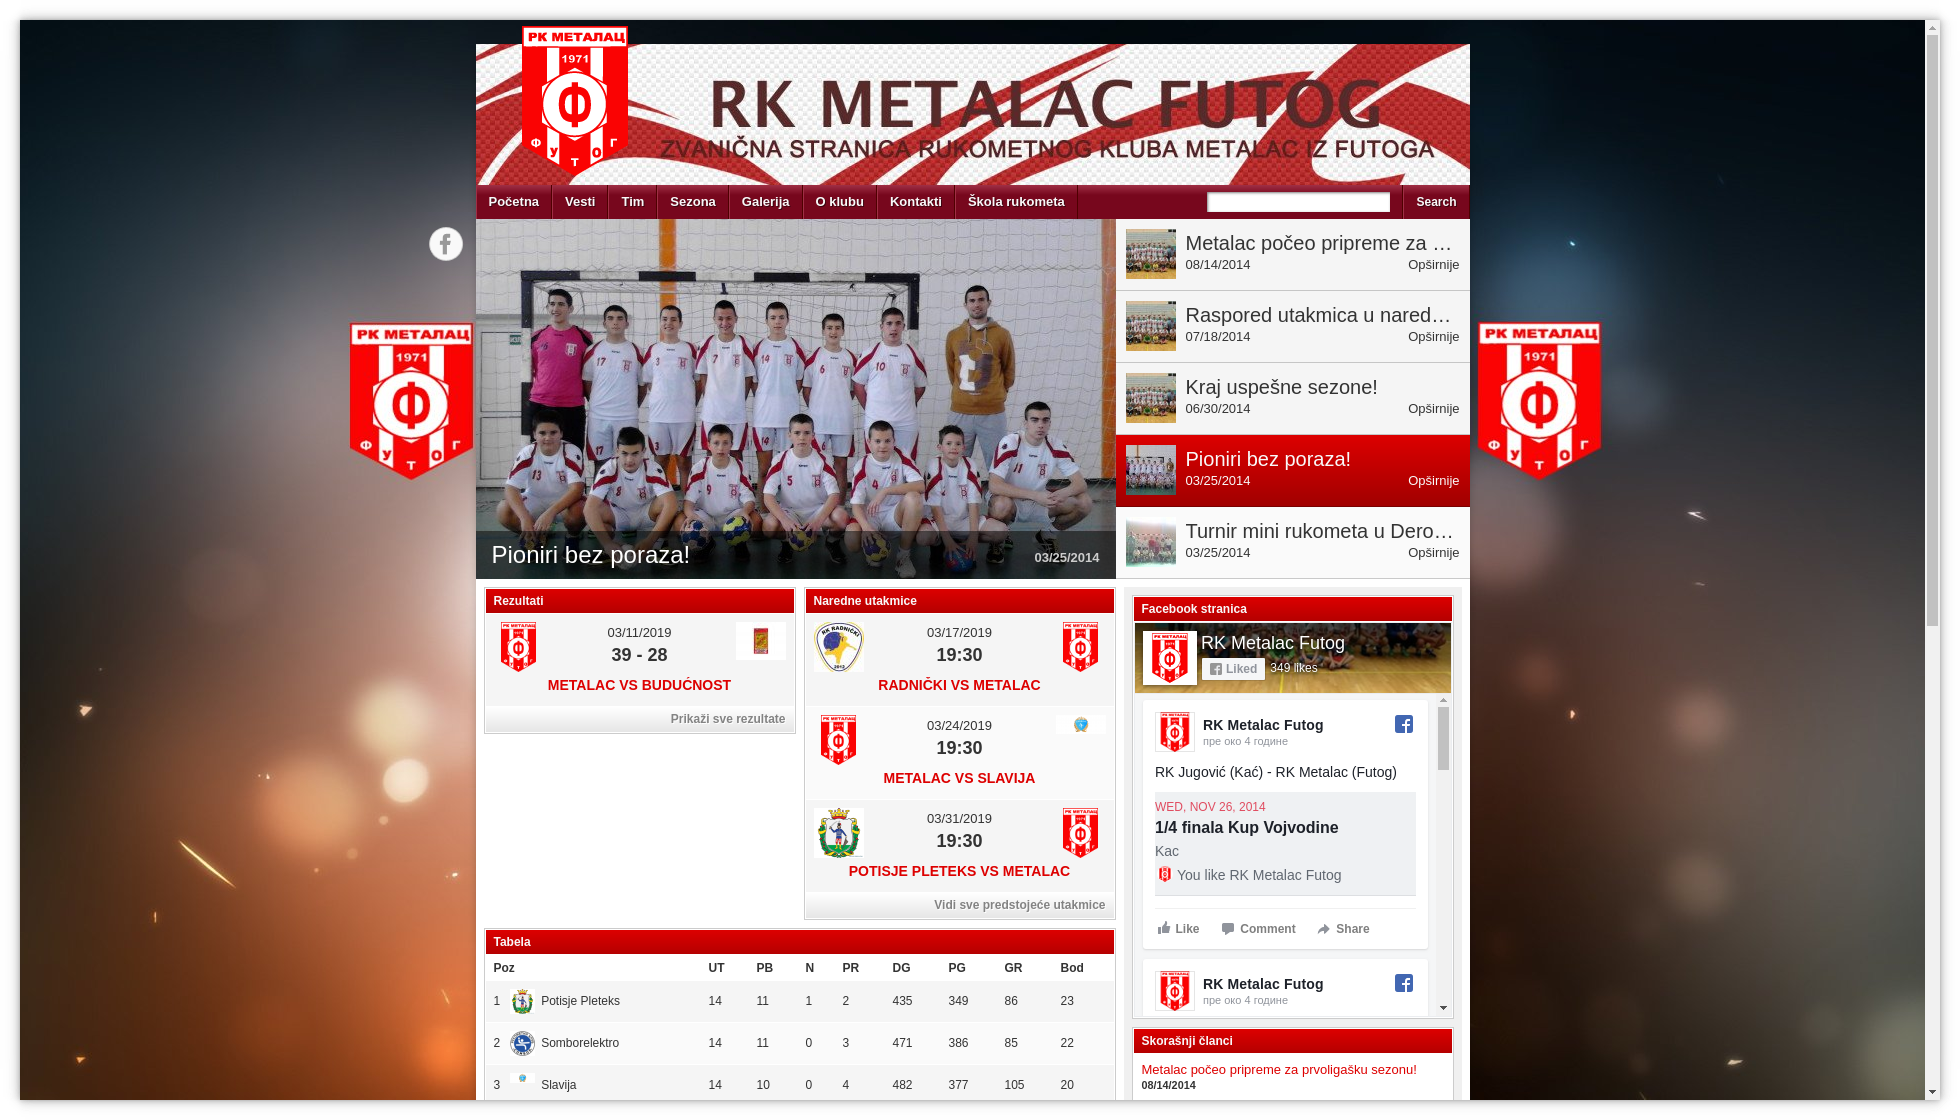 РК МЕТАЛАЦ
1971
Ф
Ф У Т О Г
RK METALAC FUTOG
ZVANIČNA STRANICA RUKOMETNOG KLUBA METALAC IZ FUTOGA
Početna Vesti Tim Sezona Galerija O klubu Kontakti Škola rukometa Search
РК МЕТАЛАЦ
1971
Ф
Ф У Т О Г
Pioniri bez poraza! 03/25/2014
Metalac počeo pripreme za …
08/14/2014 Opširnije
Raspored utakmica u nared…
07/18/2014 Opširnije
Kraj uspešne sezone!
06/30/2014 Opširnije
Pioniri bez poraza!
03/25/2014 Opširnije
Turnir mini rukometa u Dero…
03/25/2014 Opširnije
РК МЕТАЛАЦ
1971
Ф
Ф У Т О Г
Rezultati
03/11/2019
39 - 28
METALAC VS BUDUĆNOST
Prikaži sve rezultate
Naredne utakmice
03/17/2019
19:30
RADNIČKI VS METALAC
03/24/2019
19:30
METALAC VS SLAVIJA
03/31/2019
19:30
POTISJE PLETEKS VS METALAC
Vidi sve predstojeće utakmice
Tabela
Poz UT PB N PR DG PG GR Bod
1 Potisje Pleteks 14 11 1 2 435 349 86 23
2 Somborelektro 14 11 0 3 471 386 85 22
3 Slavija 14 10 0 4 482 377 105 20
Facebook stranica
RK Metalac Futog
Liked 349 likes
RK Metalac Futog
пре око 4 године
RK Jugović (Kać) - RK Metalac (Futog)
WED, NOV 26, 2014
1/4 finala Kup Vojvodine
Kac
You like RK Metalac Futog
Like Comment Share
RK Metalac Futog
пре око 4 године
Skorašnji članci
Metalac počeo pripreme za prvoligašku sezonu!
08/14/2014